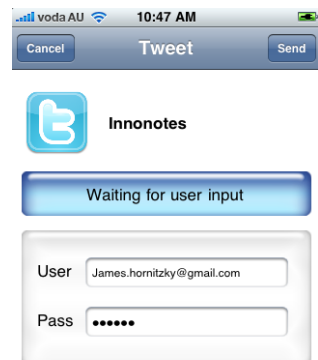 voda AU 10:47 AM
Cancel Tweet Send
Innonotes
Waiting for user input
User James.hornitzky@gmail.com
Pass ••••••